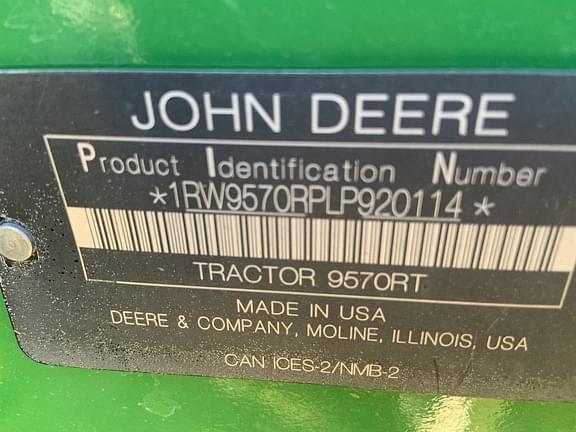 JOHN DEERE
Product Identification Number
*1RW9570RPLP920114*
TRACTOR 9570RT
MADE IN USA
DEERE & COMPANY, MOLINE, ILLINOIS, USA
CAN ICES-2/NMB-2